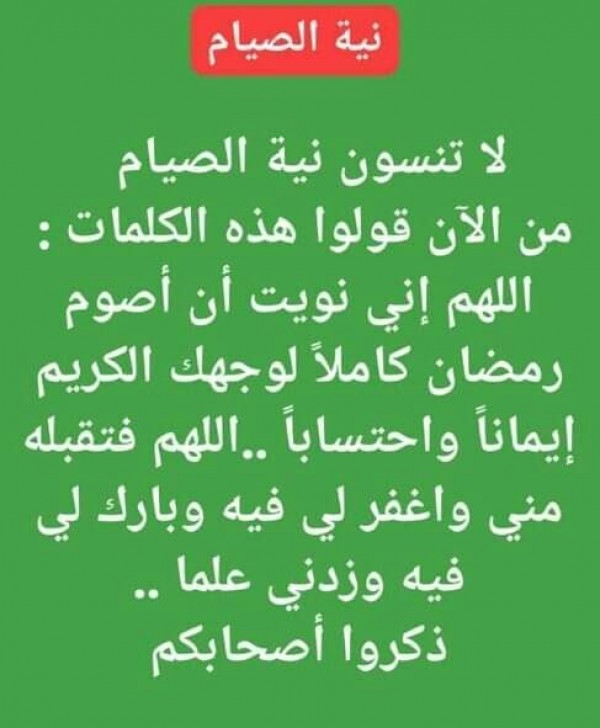 نية الصيام
لا تنسون نية الصيام
من الآن قولوا هذه الكلمات :
اللهم إني نويت أن أصوم
رمضان كاملاً لوجهك الكريم
إيماناً واحتساباً ..اللهم فتقبله
مني واغفر لي فيه وبارك لي
فيه وزدني علما ..
ذكروا أصحابكم